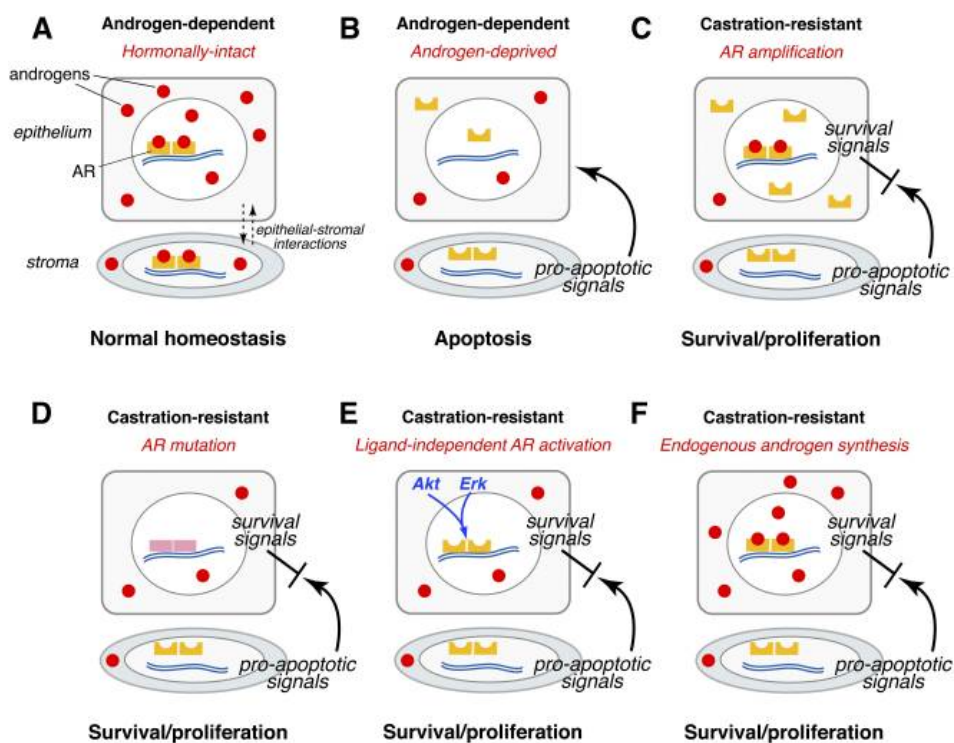 A
Androgen-dependent
Hormonally-intact
androgens
epithelium
AR
epithelial-stromal
interactions
stroma
Normal homeostasis
B
Androgen-dependent
Androgen-deprived
pro-apoptotic
signals
Apoptosis
C
Castration-resistant
AR amplification
survival
signals
pro-apoptotic
signals
Survival/proliferation
D
Castration-resistant
AR mutation
survival
signals
pro-apoptotic
signals
Survival/proliferation
E
Castration-resistant
Ligand-independent AR activation
Akt Erk
survival
signals
pro-apoptotic
signals
Survival/proliferation
F
Castration-resistant
Endogenous androgen synthesis
survival
signals
pro-apoptotic
signals
Survival/proliferation